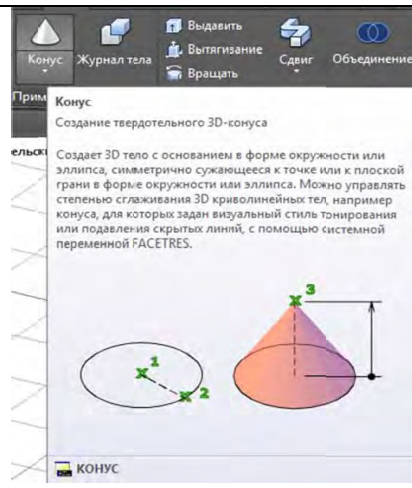 Выдавить
Вытягивание
Вращать
Конус
Журнал тела
Сдвиг
Объединение
Прим
Конус
Создание твердотельного 3D-конуса
ельски
Создает 3D тело с основанием в форме окружности или
эллипса, симметрично сужающееся к точке или к плоской
грани в форме окружности или эллипса. Можно управлять
степенью сглаживания 3D криволинейных тел, например
конуса, для которых задан визуальный стиль тонирования
или подавления скрытых линий, с помощью системной
переменной FACETRES.
3
1
2
КОНУС